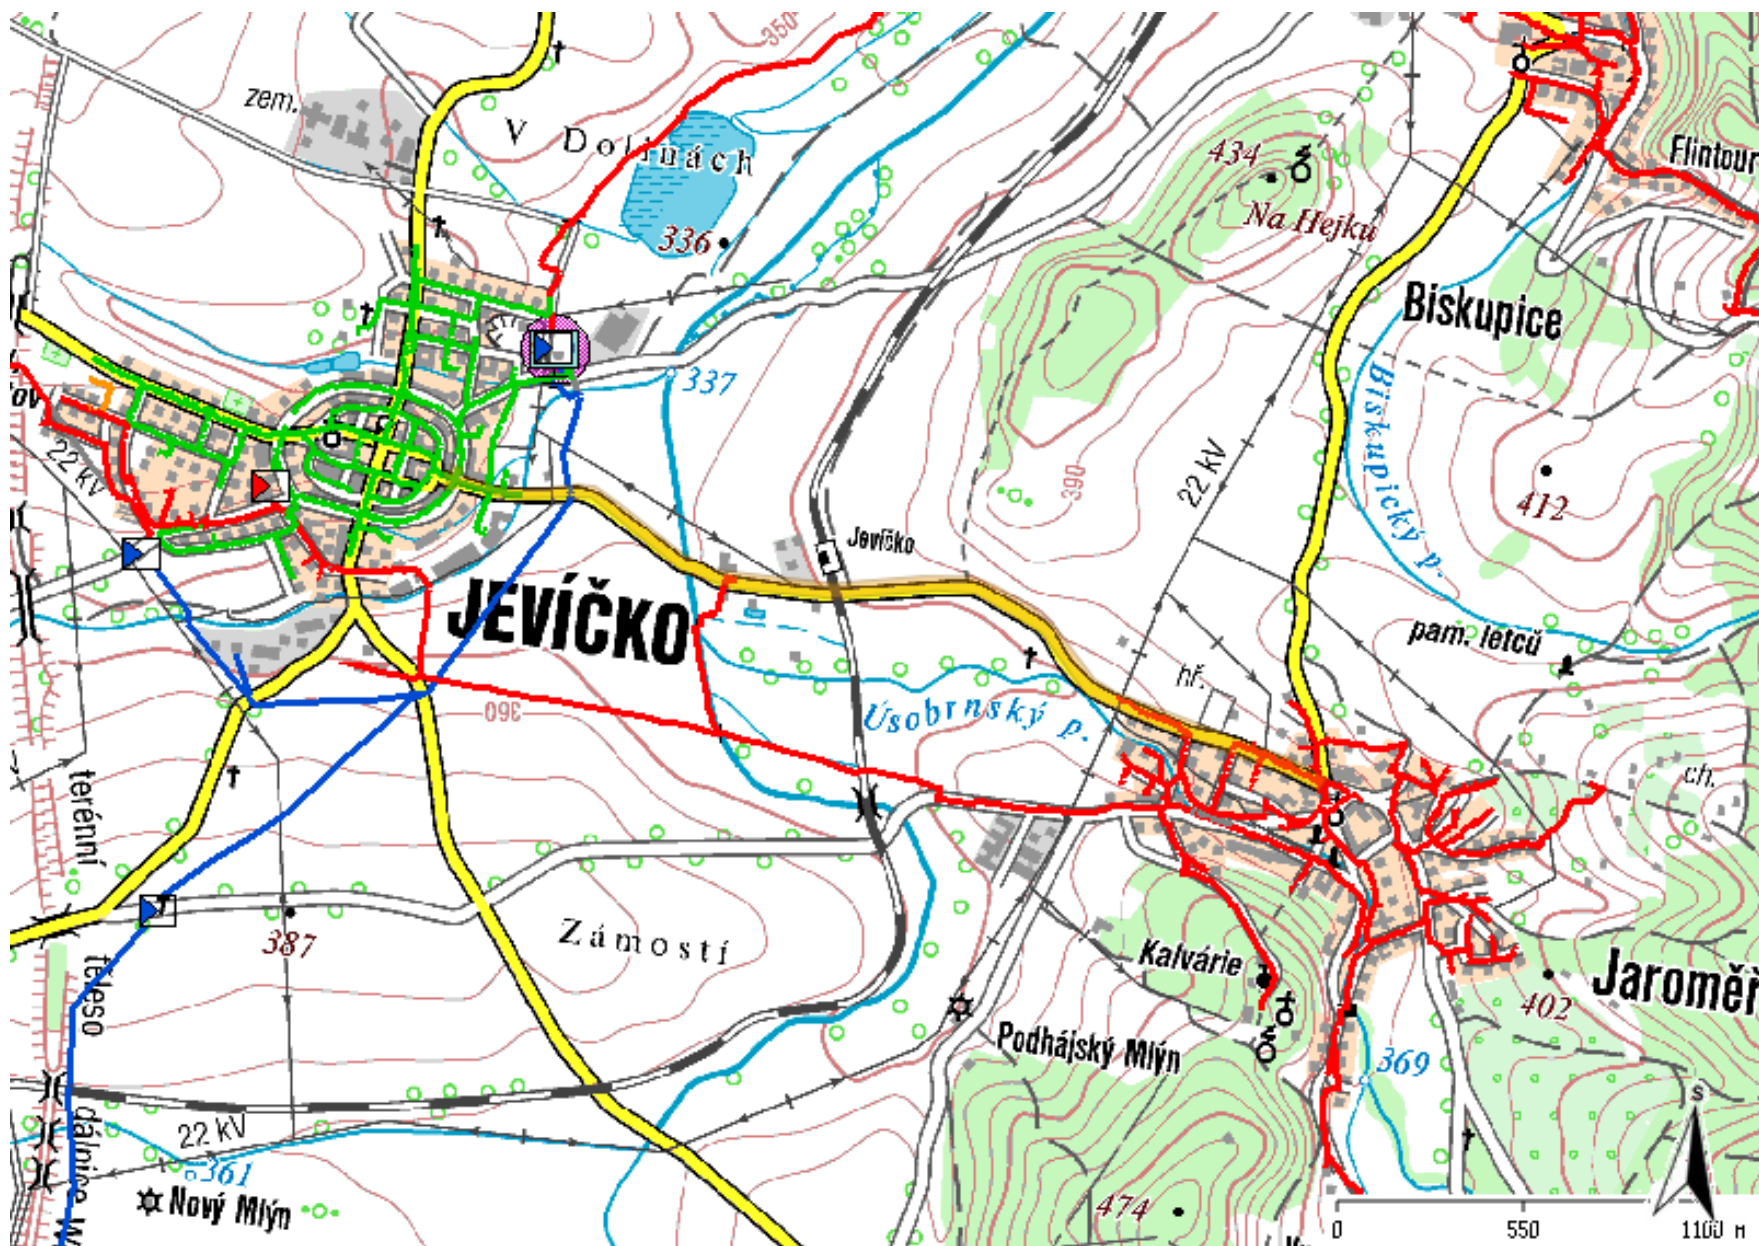 350
zem.
V Dolinách
434
Flintour
336
Na Hejku
Biskupice
337
22 kV
390
22 kV
Biskupický p.
412
Jevíčko
JEVÍČKO
pam. letců
hř.
360
Úsobrnský p.
ch.
terénní
těleso
dálnice
387
Zámostí
Kalvárie
Jaroměř
402
Podhájský Mlýn
369
S
22 kV
361
Nový Mlýn
474
0 550 1100 m